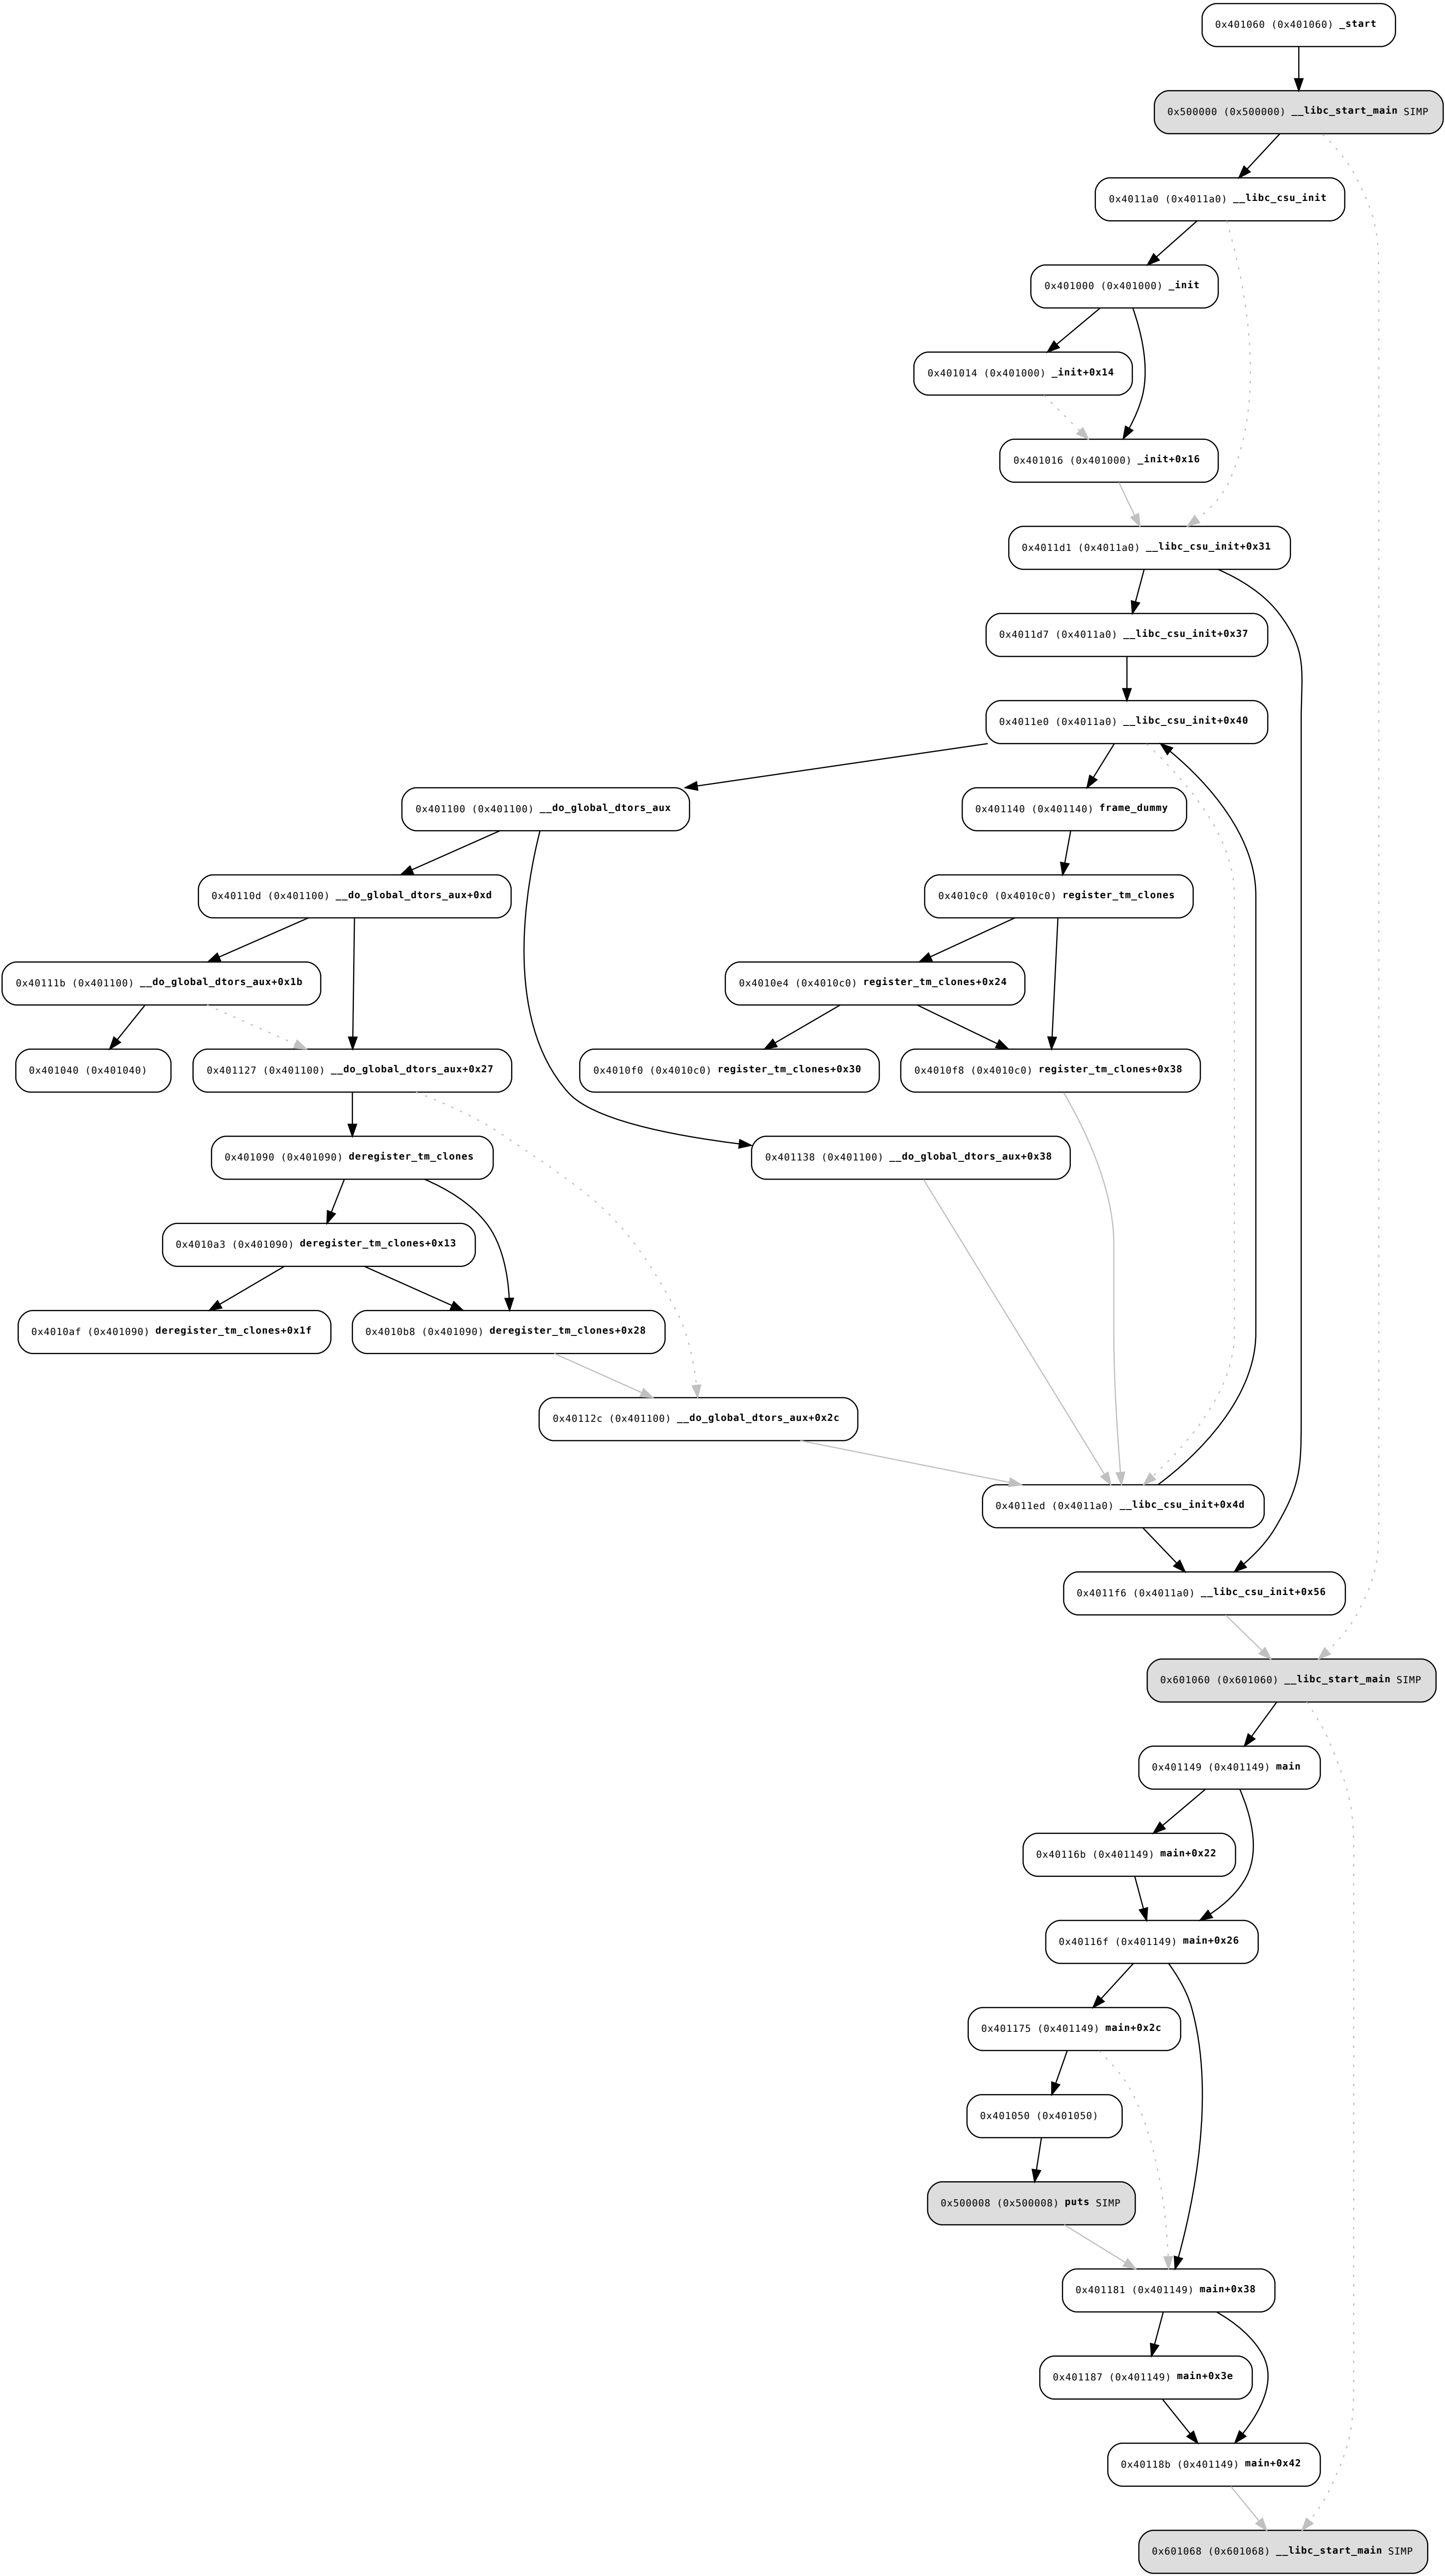 0x401060 (0x401060) _start
0x500000 (0x500000) __libc_start_main SIMP
0x4011a0 (0x4011a0) __libc_csu_init
0x401000 (0x401000) _init
0x401014 (0x401000) _init+0x14
0x401016 (0x401000) _init+0x16
0x4011d1 (0x4011a0) __libc_csu_init+0x31
0x4011d7 (0x4011a0) __libc_csu_init+0x37
0x4011e0 (0x4011a0) __libc_csu_init+0x40
0x401100 (0x401100) __do_global_dtors_aux
0x401140 (0x401140) frame_dummy
0x40110d (0x401100) __do_global_dtors_aux+0xd
0x4010c0 (0x4010c0) register_tm_clones
0x40111b (0x401100) __do_global_dtors_aux+0x1b
0x4010e4 (0x4010c0) register_tm_clones+0x24
0x401040 (0x401040)
0x401127 (0x401100) __do_global_dtors_aux+0x27
0x4010f0 (0x4010c0) register_tm_clones+0x30
0x4010f8 (0x4010c0) register_tm_clones+0x38
0x401090 (0x401090) deregister_tm_clones
0x401138 (0x401100) __do_global_dtors_aux+0x38
0x4010a3 (0x401090) deregister_tm_clones+0x13
0x4010af (0x401090) deregister_tm_clones+0x1f
0x4010b8 (0x401090) deregister_tm_clones+0x28
0x40112c (0x401100) __do_global_dtors_aux+0x2c
0x4011ed (0x4011a0) __libc_csu_init+0x4d
0x4011f6 (0x4011a0) __libc_csu_init+0x56
0x601060 (0x601060) __libc_start_main SIMP
0x401149 (0x401149) main
0x40116b (0x401149) main+0x22
0x40116f (0x401149) main+0x26
0x401175 (0x401149) main+0x2c
0x401050 (0x401050)
0x500008 (0x500008) puts SIMP
0x401181 (0x401149) main+0x38
0x401187 (0x401149) main+0x3e
0x40118b (0x401149) main+0x42
0x601068 (0x601068) __libc_start_main SIMP